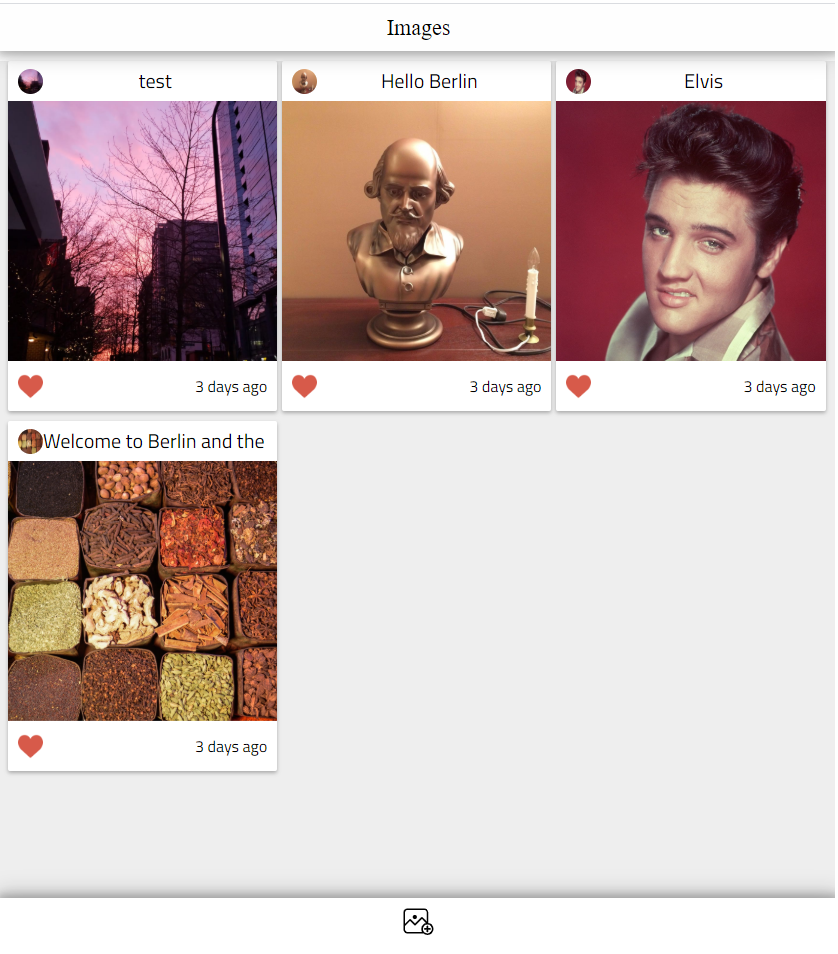 Images
test
Hello Berlin
Elvis
3 days ago
3 days ago
3 days ago
Welcome to Berlin and the
3 days ago